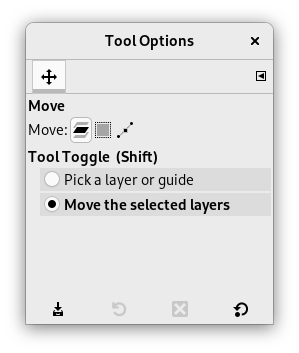 Tool Options
Move
Move:
Tool Toggle (Shift)
Pick a layer or guide
Move the selected layers